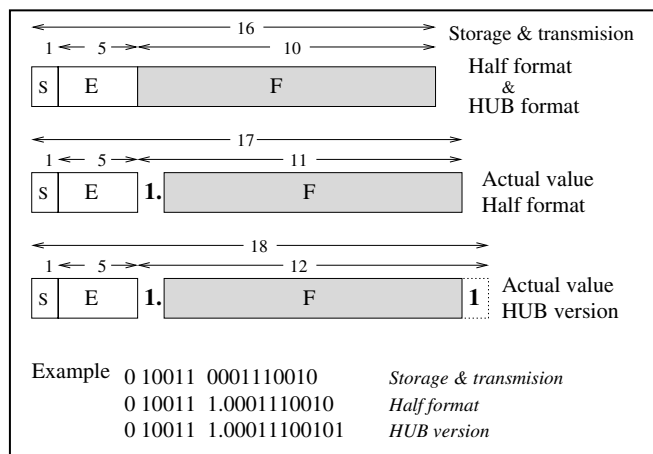 16
1 5 10 Storage & transmision
S E F Half format
&
HUB format
17
1 5 11
S E 1. F Actual value
Half format
18
1 5 12
S E 1. F 1 Actual value
HUB version
Example 0 10011 0001110010 Storage & transmision
0 10011 1.0001110010 Half format
0 10011 1.00011100101 HUB version